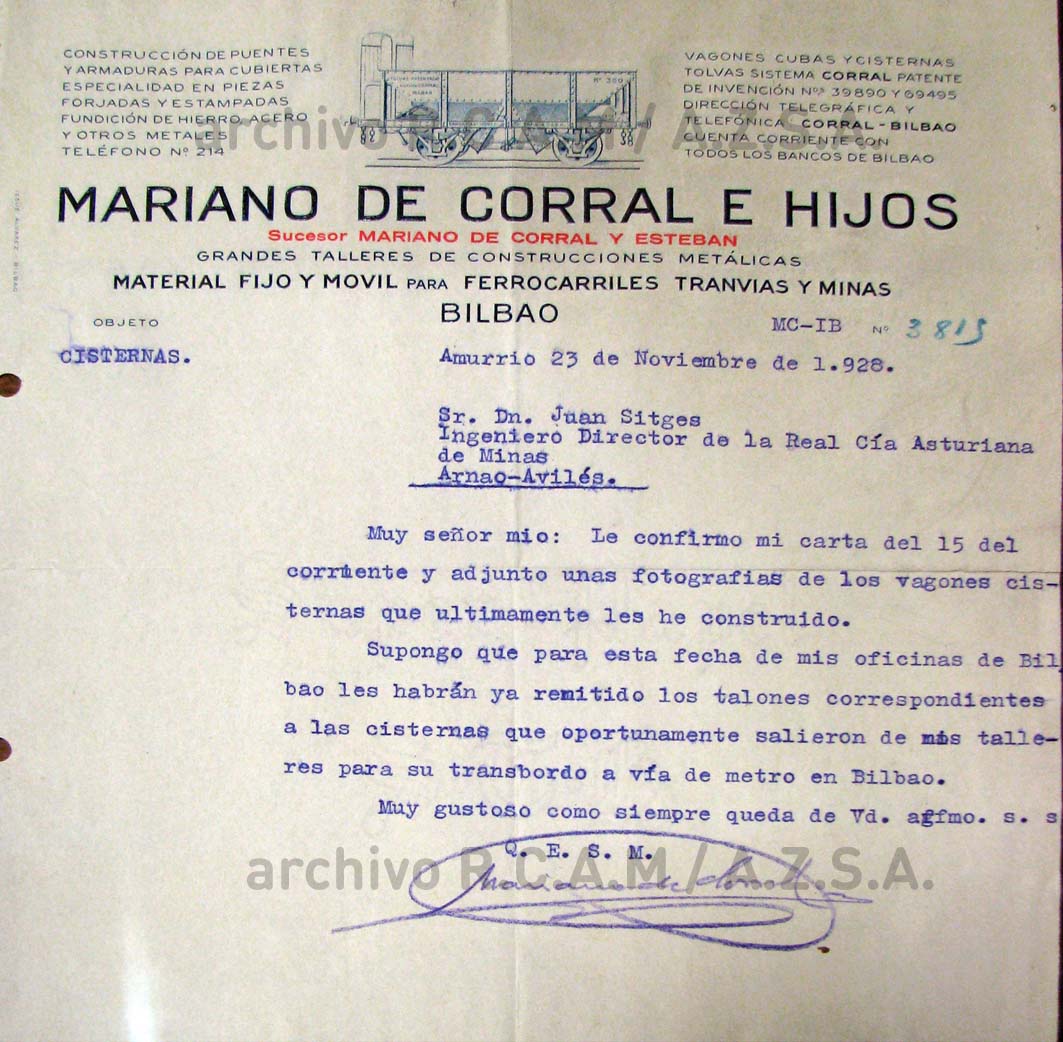 CONSTRUCCIÓN DE PUENTES
Y ARMADURAS PARA CUBIERTAS
ESPECIALIDAD EN PIEZAS
FORJADAS Y ESTAMPADAS
FUNDICIÓN DE HIERRO, ACERO
Y OTROS METALES
TELÉFONO Nº 214
Nº 380
VAGONES CUBAS Y CISTERNAS
TOLVAS SISTEMA CORRAL PATENTE
DE INVENCIÓN Nos 39890 Y 69495
DIRECCIÓN TELEGRÁFICA Y
TELEFÓNICA CORRAL - BILBAO
CUENTA CORRIENTE CON
TODOS LOS BANCOS DE BILBAO
archivo R.C.A.M / A.Z.S.A.
MARIANO DE CORRAL E HIJOS
Sucesor MARIANO DE CORRAL Y ESTEBAN
GRANDES TALLERES DE CONSTRUCCIONES METÁLICAS
MATERIAL FIJO Y MOVIL PARA FERROCARRILES TRANVIAS Y MINAS
BILBAO
OBJETO
MC-IB Nº 3815
CISTERNAS.
Amurrio 23 de Noviembre de 1.928.
Sr. Dn. Juan Sitges
Ingeniero Director de la Real Cía Asturiana
de Minas
Arnao-Avilés.
Muy señor mio: Le confirmo mi carta del 15 del
corriente y adjunto unas fotografias de los vagones cis-
ternas que ultimamente les he construido.
Supongo que para esta fecha de mis oficinas de Bil
bao les habrán ya remitido los talones correspondientes
a las cisternas que oportunamente salieron de mis talle-
res para su transbordo a vía de metro en Bilbao.
Muy gustoso como siempre queda de Vd. affmo. s. s
Q. E. S. M.
archivo R.C.A.M / A.Z.S.A.
Mariano de Corral